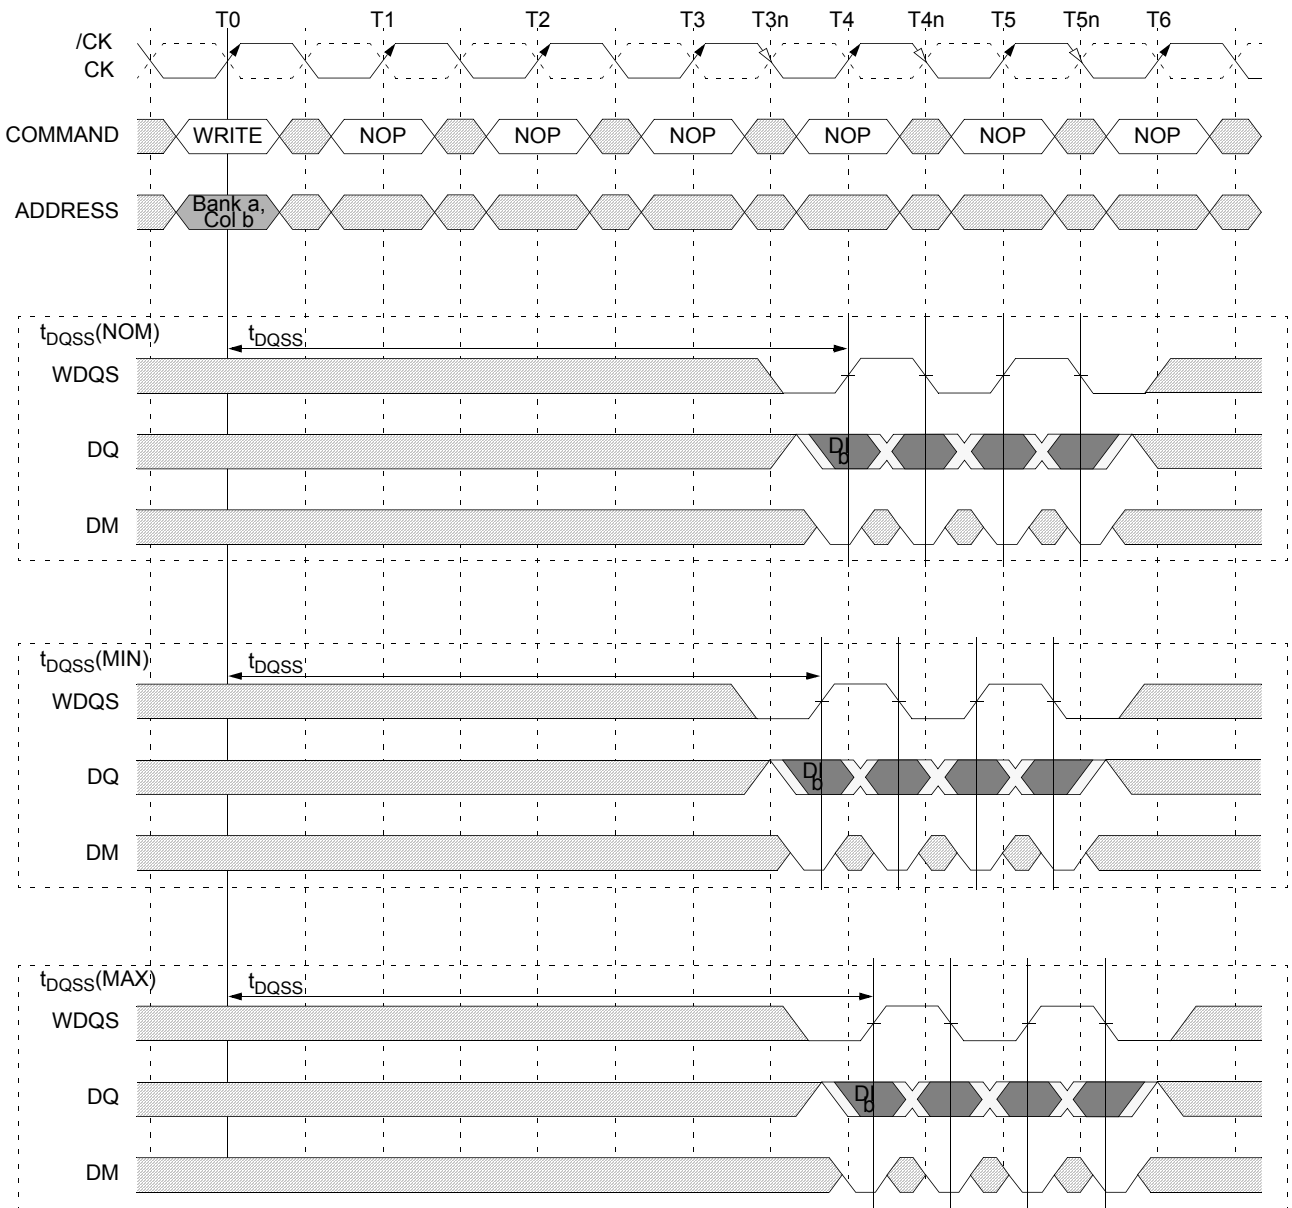 T0 T1 T2 T3 T3n T4 T4n T5 T5n T6
/CK
CK
COMMAND WRITE NOP NOP NOP NOP NOP NOP
ADDRESS Bank a,
Col b
tDQSS(NOM) tDQSS
WDQS
DQ DI
b
DM
tDQSS(MIN) tDQSS
WDQS
DQ DI
b
DM
tDQSS(MAX) tDQSS
WDQS
DQ DI
b
DM